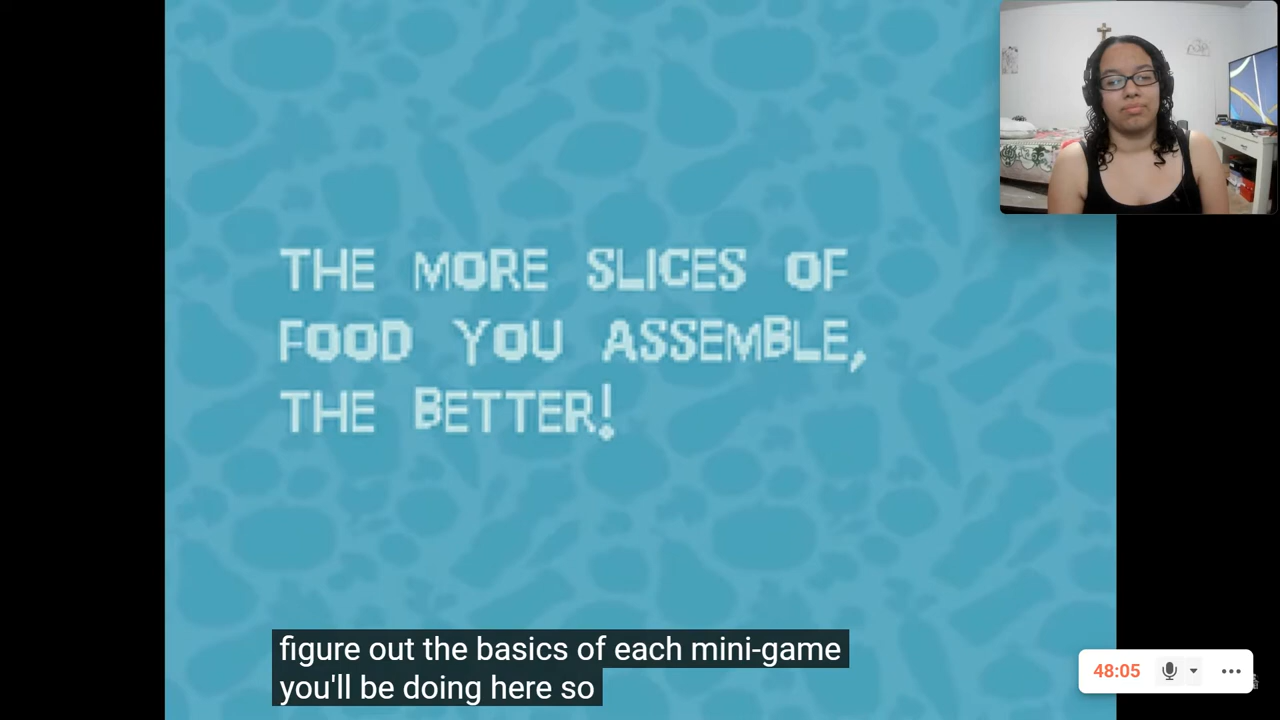 THE MORE SLICES OF
FOOD YOU ASSEMBLE,
THE BETTER!
figure out the basics of each mini-game
you'll be doing here so
48:05